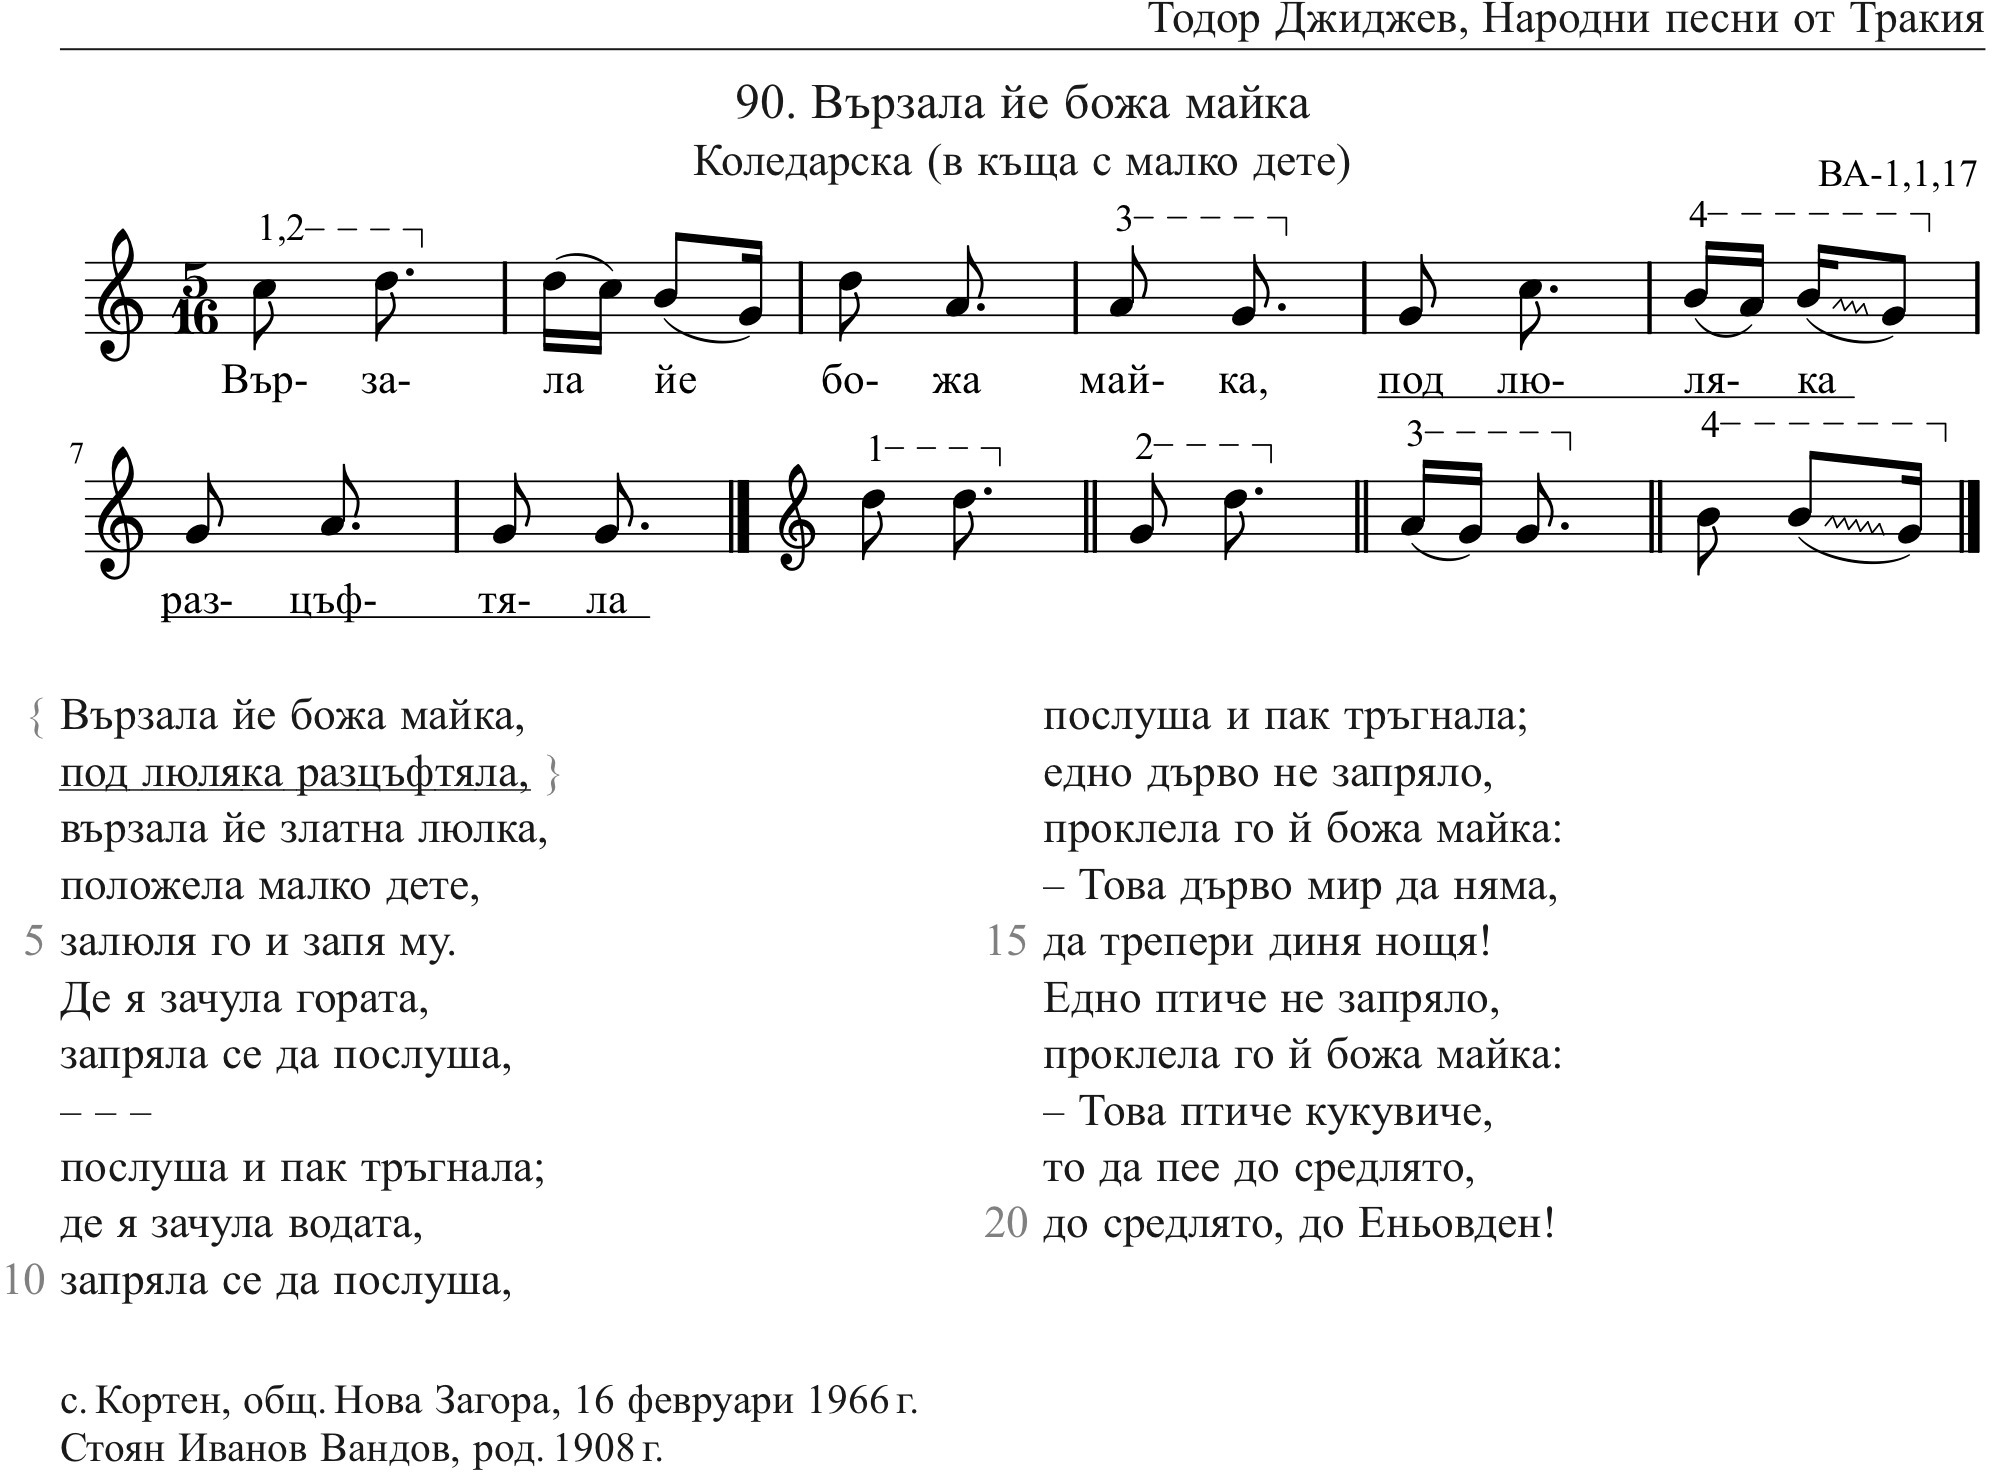 Тодор Джиджев, Народни песни от Тракия
90. Вързала йе божа майка
Коледарска (в къща с малко дете)
ВА-1,1,17
1,2 3 4
5
16
Вър- за- ла йе бо- жа май- ка, под лю- ля- ка
7 1 2 3 4
раз- цъф- тя- ла
{ Вързала йе божа майка,
под люляка разцъфтяла, }
вързала йе златна люлка,
положела малко дете,
5 залюля го и запя му.
Де я зачула гората,
запряла се да послуша,
– – –
послуша и пак тръгнала;
де я зачула водата,
10 запряла се да послуша,
послуша и пак тръгнала;
едно дърво не запряло,
проклела го й божа майка:
– Това дърво мир да няма,
15 да трепери диня нощя!
Едно птиче не запряло,
проклела го й божа майка:
– Това птиче кукувиче,
то да пее до средлято,
20 до средлято, до Еньовден!
с. Кортен, общ. Нова Загора, 16 февруари 1966 г.
Стоян Иванов Вандов, род. 1908 г.